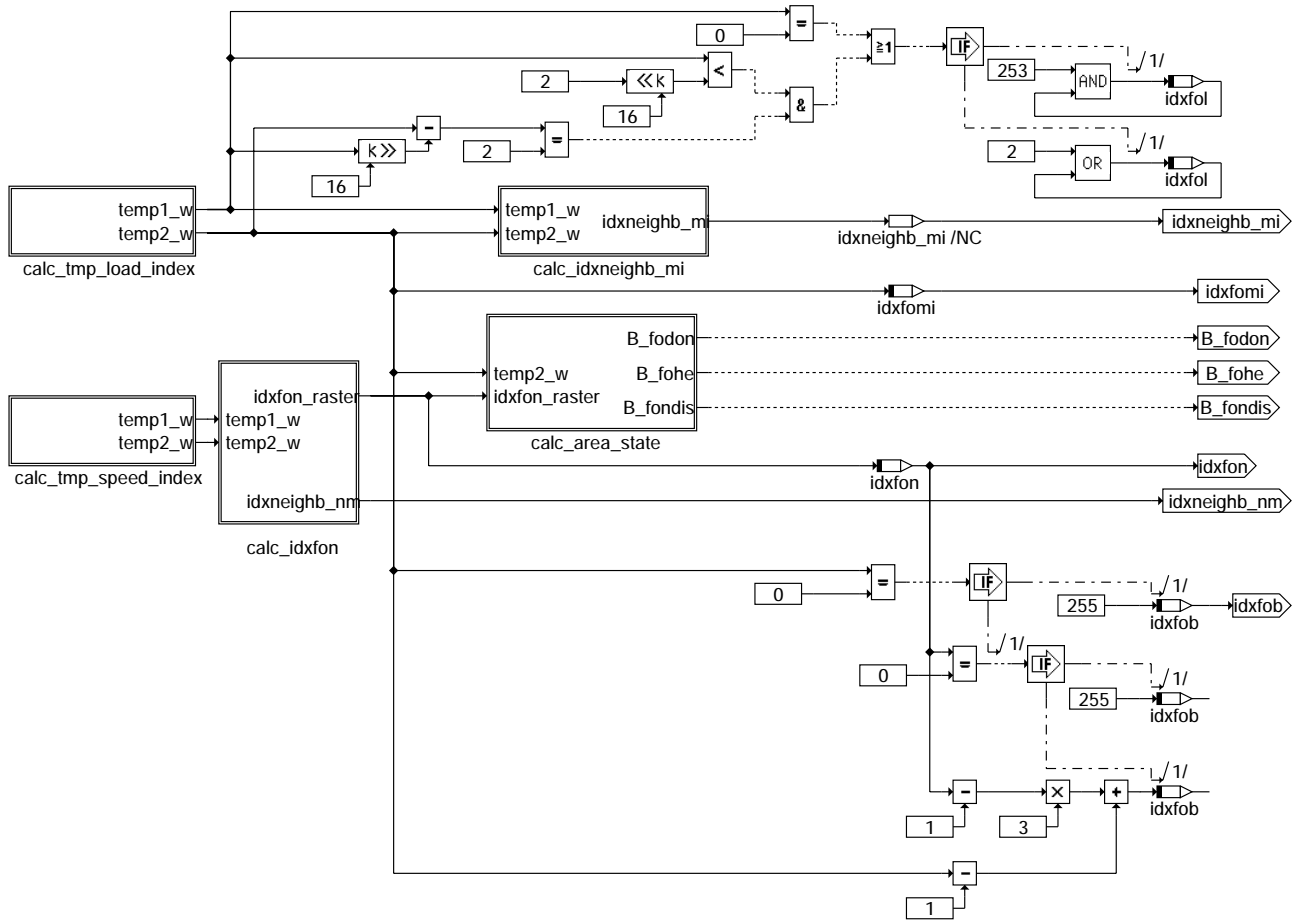 =
0
≧1
IF
/1/
253
AND
idxfol
<
2
≪k
16
&
-
=
2
k≫
16
/1/
2
OR
idxfol
temp1_w
temp2_w
calc_tmp_load_index
temp1_w
temp2_w
idxneighb_mi
calc_idxneighb_mi
idxneighb_mi /NC
idxneighb_mi
idxfomi
idxfomi
B_fodon
B_fohe
B_fondis
temp2_w
idxfon_raster
calc_area_state
B_fodon
B_fohe
B_fondis
idxfon_raster
temp1_w
temp2_w
idxneighb_nm
calc_idxfon
temp1_w
temp2_w
calc_tmp_speed_index
idxfon
idxfon
idxneighb_nm
=
0
IF
/1/
255
idxfob
idxfob
/1/
=
0
IF
/1/
255
idxfob
/1/
-
1
×
3
+
idxfob
-
1